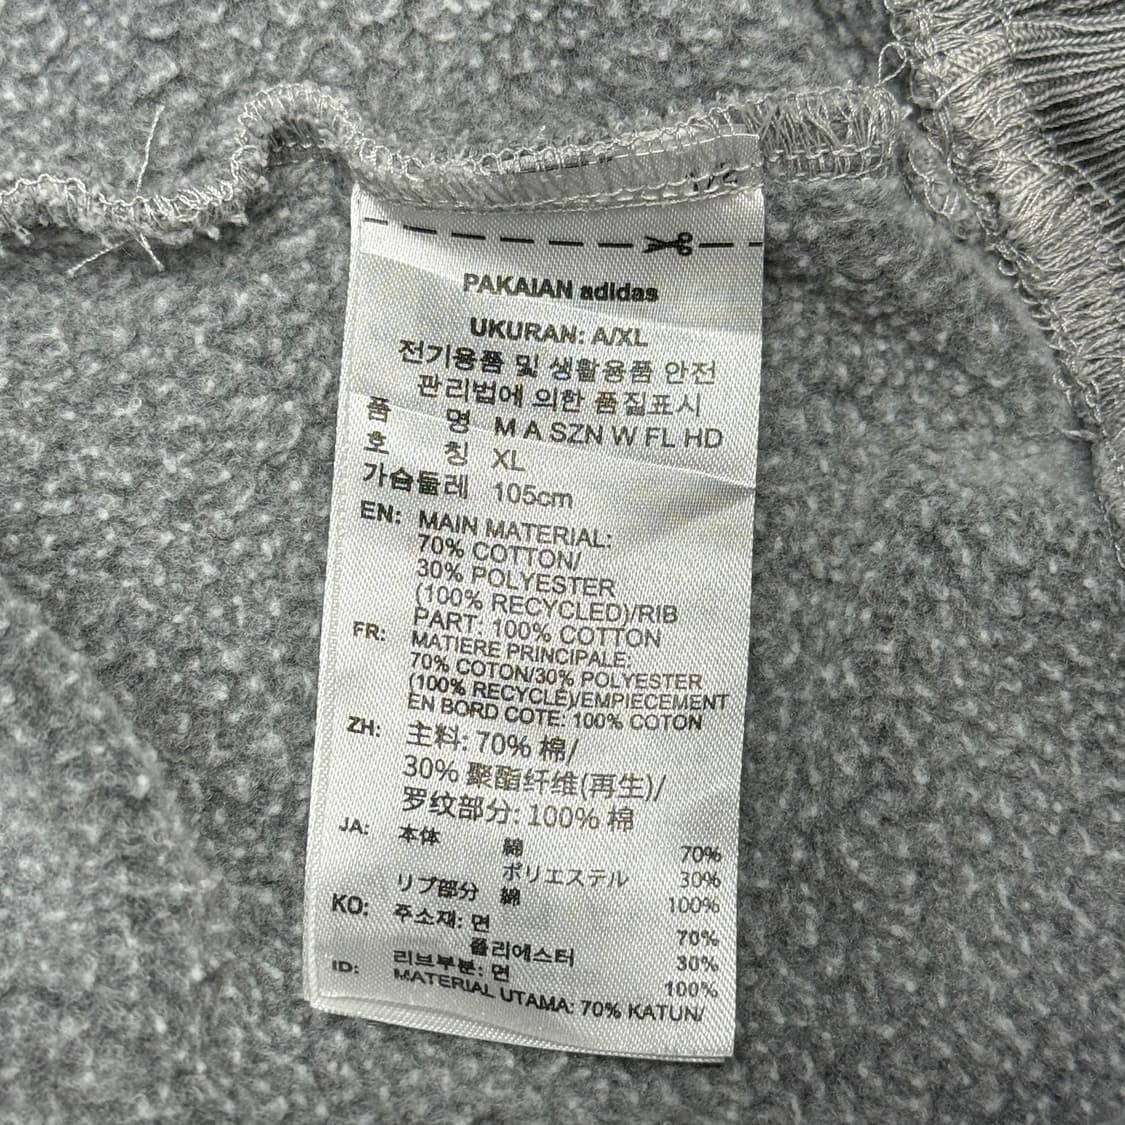 PAKAIAN adidas
UKURAN: A/XL
전기용품 및 생활용품 안전
관리법에 의한 품질표시
품 명 M A SZN W FL HD
호 칭 XL
가슴둘레 105cm
EN: MAIN MATERIAL:
70% COTTON/
30% POLYESTER
(100% RECYCLED)/RIB
PART: 100% COTTON
FR: MATIERE PRINCIPALE:
70% COTON/30% POLYESTER
(100% RECYCLÉ)/EMPIECEMENT
EN BORD COTE: 100% COTON
ZH: 主料: 70% 棉/
30% 聚酯纤维(再生)/
罗纹部分: 100% 棉
JA: 本体 綿 70%
ポリエステル 30%
リブ部分 綿 100%
KO: 주소재: 면 70%
폴리에스터 30%
리브부분: 면 100%
ID: MATERIAL UTAMA: 70% KATUN/